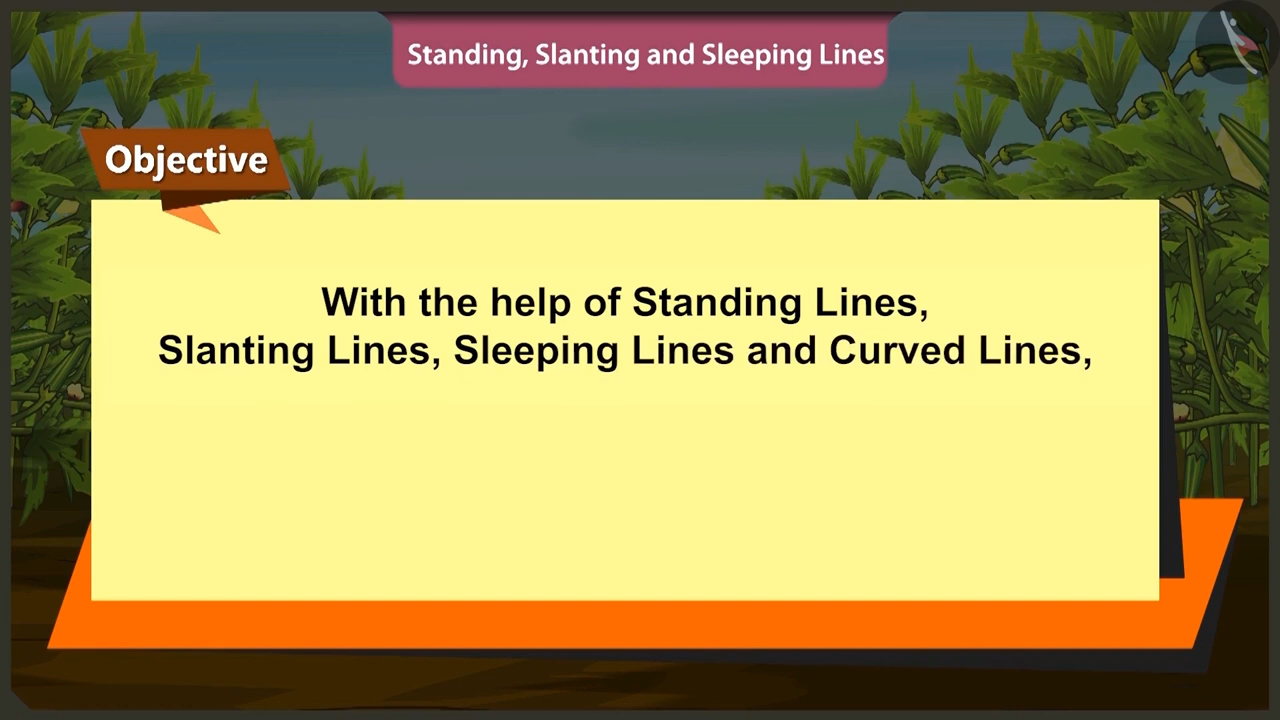 Standing, Slanting and Sleeping Lines
Objective
With the help of Standing Lines,
Slanting Lines, Sleeping Lines and Curved Lines,